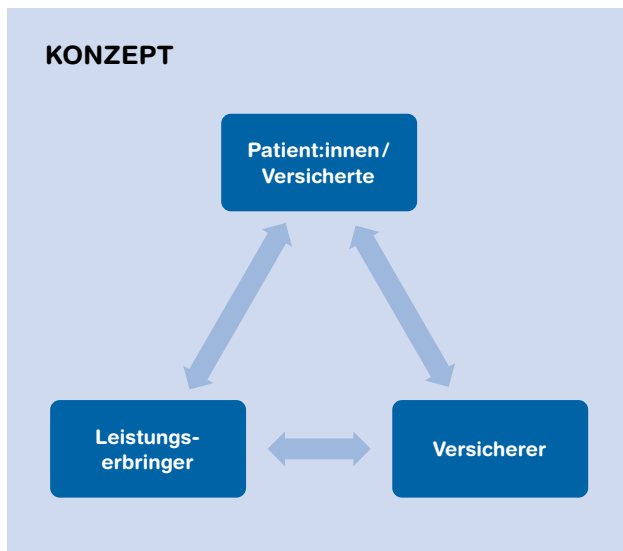 KONZEPT
Patient:innen/
Versicherte
Leistungs-
erbringer
Versicherer